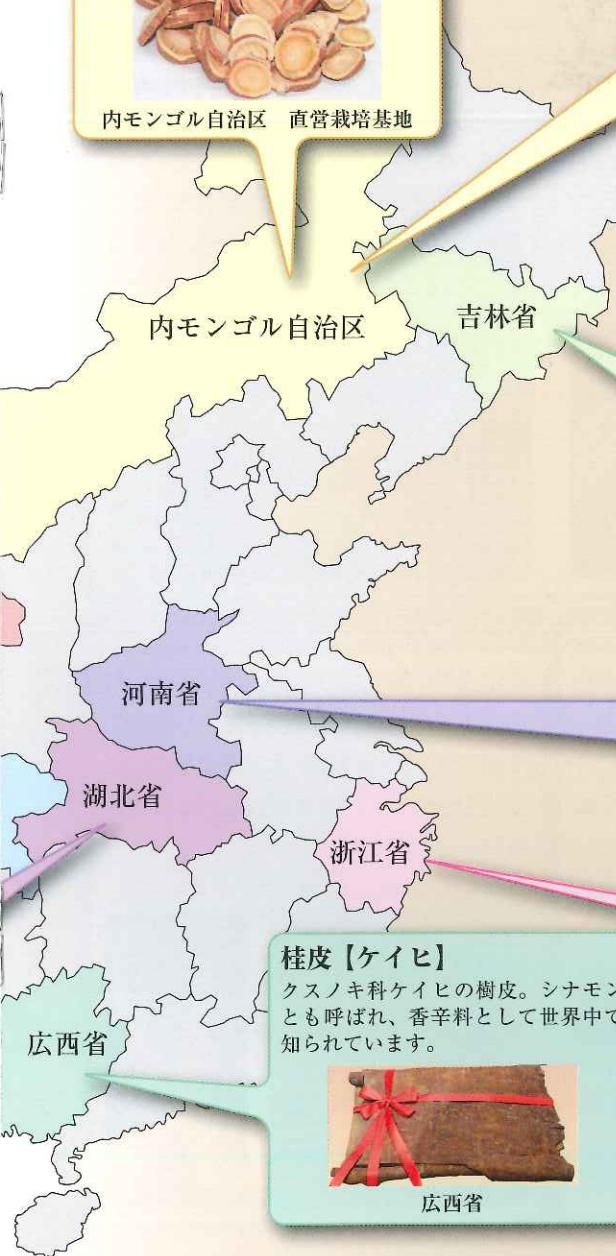 内モンゴル自治区　直営栽培基地
内モンゴル自治区
吉林省
河南省
湖北省
浙江省
桂皮【ケイヒ】
クスノキ科ケイヒの樹皮。シナモン
とも呼ばれ、香辛料として世界中で
知られています。
広西省
広西省